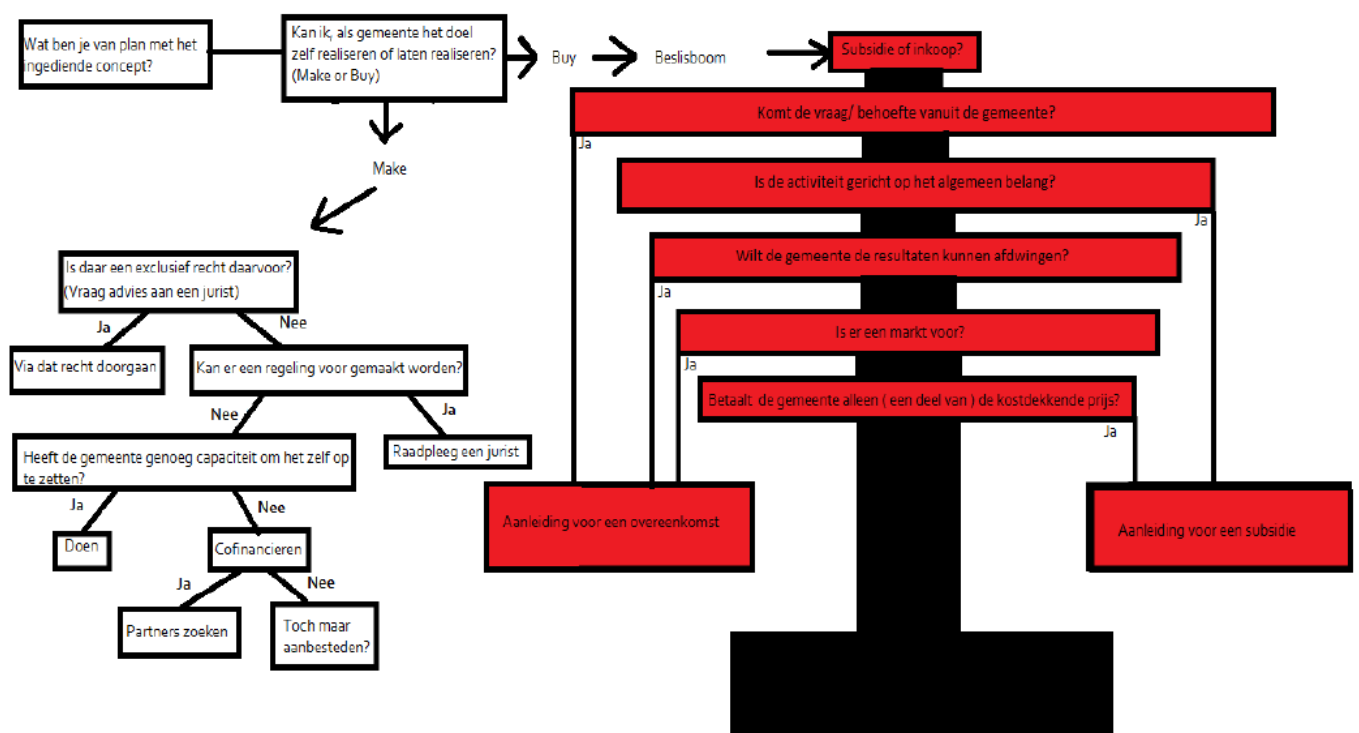 Wat ben je van plan met het
ingediende concept?
Kan ik, als gemeente het doel
zelf realiseren of laten realiseren?
(Make or Buy)
Buy
Beslisboom
Subsidie of inkoop?
Make
Komt de vraag/ behoefte vanuit de gemeente?
Ja
Is de activiteit gericht op het algemeen belang?
Ja
Wilt de gemeente de resultaten kunnen afdwingen?
Ja
Is er een markt voor?
Ja
Betaalt de gemeente alleen ( een deel van ) de kostdekkende prijs?
Ja
Aanleiding voor een overeenkomst
Aanleiding voor een subsidie
Is daar een exclusief recht daarvoor?
(Vraag advies aan een jurist)
Ja
Nee
Via dat recht doorgaan
Kan er een regeling voor gemaakt worden?
Nee
Ja
Heeft de gemeente genoeg capaciteit om het zelf op
te zetten?
Raadpleeg een jurist
Ja
Nee
Doen
Cofinancieren
Ja
Nee
Partners zoeken
Toch maar
aanbesteden?